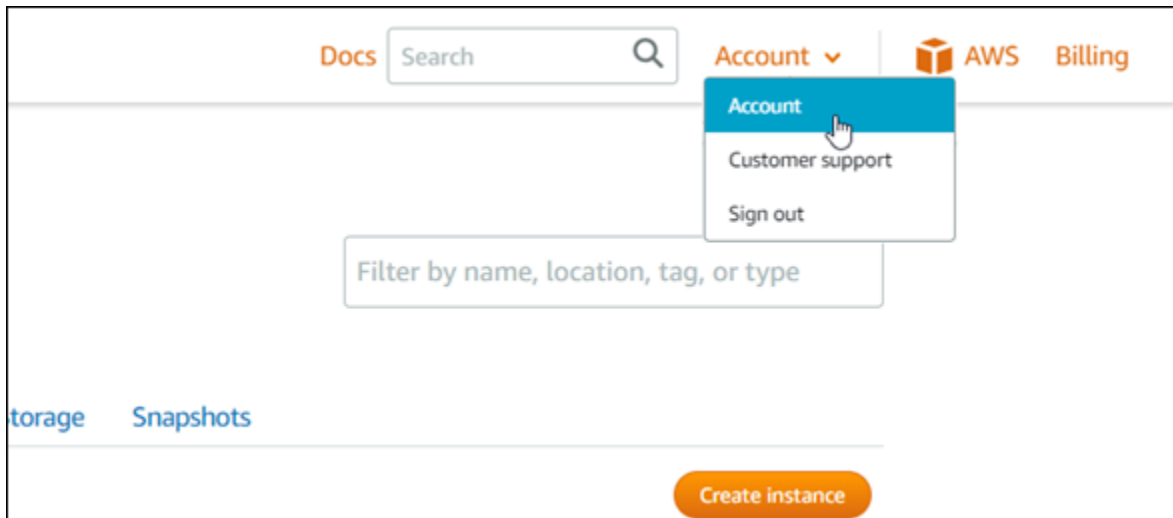 Docs Search Account AWS Billing
Account
Customer support
Sign out
Filter by name, location, tag, or type
torage Snapshots
Create instance